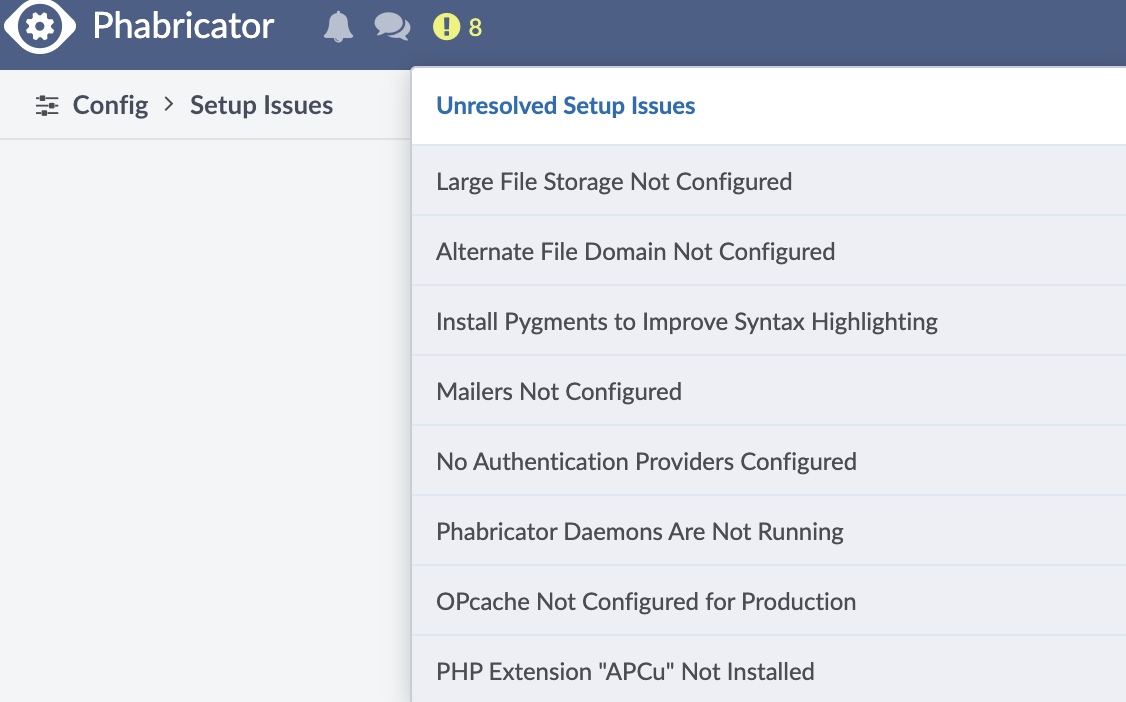 Phabricator 8
Config > Setup Issues
Unresolved Setup Issues
Large File Storage Not Configured
Alternate File Domain Not Configured
Install Pygments to Improve Syntax Highlighting
Mailers Not Configured
No Authentication Providers Configured
Phabricator Daemons Are Not Running
OPcache Not Configured for Production
PHP Extension "APCu" Not Installed